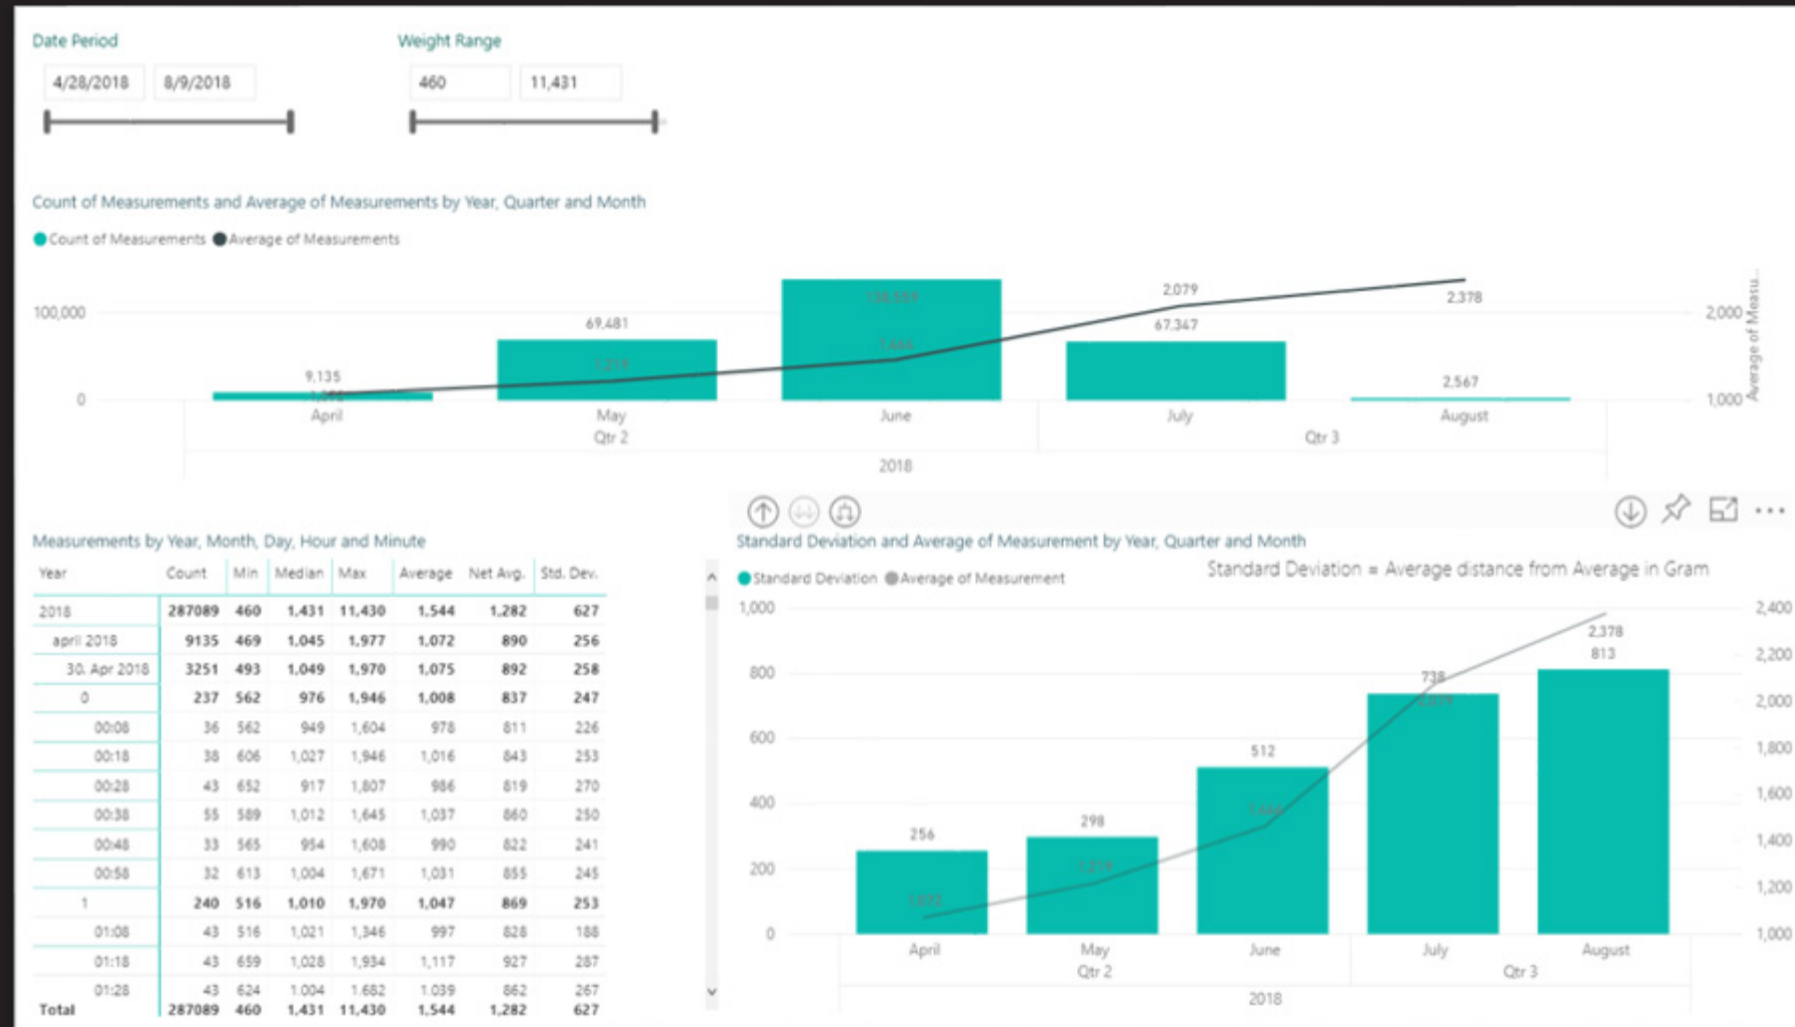 Date Period
Weight Range
4/28/2018 8/9/2018
460 11,431
Count of Measurements and Average of Measurements by Year, Quarter and Month
Count of Measurements Average of Measurements
100,000
0
9,135
April
69,481
1,219
May
138,559
1,466
June
2,079
67,347
July
2,378
2,567
August
Qtr 2
Qtr 3
2018
2,000
1,000
Average of Measu...
Measurements by Year, Month, Day, Hour and Minute
Year Count Min Median Max Average Net Avg. Std. Dev.
2018 287089 460 1,431 11,430 1,544 1,282 627
april 2018 9135 469 1,045 1,977 1,072 890 256
30. Apr 2018 3251 493 1,049 1,970 1,075 892 258
0 237 562 976 1,946 1,008 837 247
00:08 36 562 949 1,604 978 811 226
00:18 38 606 1,027 1,946 1,016 843 253
00:28 43 652 917 1,807 986 819 270
00:38 55 589 1,012 1,645 1,037 860 250
00:48 33 565 954 1,608 990 822 241
00:58 32 613 1,004 1,671 1,031 855 245
1 240 516 1,010 1,970 1,047 869 253
01:08 43 516 1,021 1,346 997 828 188
01:18 43 659 1,028 1,934 1,117 927 287
01:28 43 624 1.004 1.682 1.039 862 267
Total 287089 460 1,431 11,430 1,544 1,282 627
Standard Deviation and Average of Measurement by Year, Quarter and Month
Standard Deviation = Average distance from Average in Gram
Standard Deviation Average of Measurement
1,000
800
600
400
200
0
256
1,072
April
298
1,219
May
512
1,466
June
738
2,079
July
2,378
813
August
Qtr 2
Qtr 3
2018
2,400
2,200
2,000
1,800
1,600
1,400
1,200
1,000